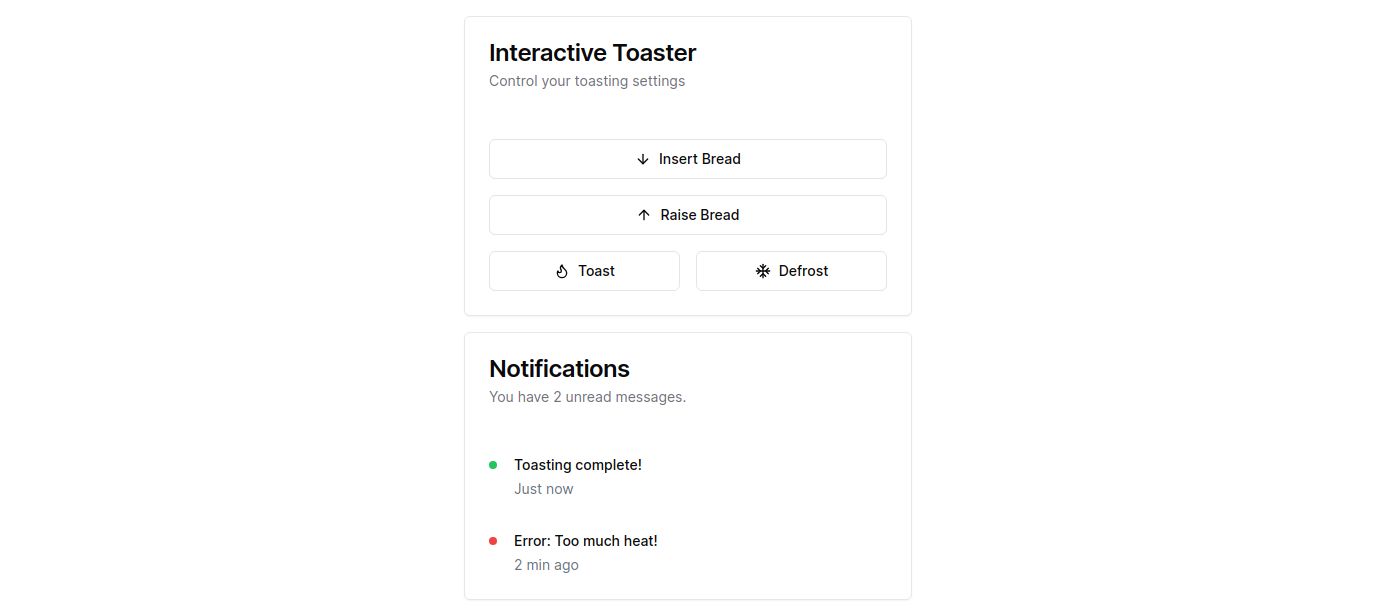 Interactive Toaster
Control your toasting settings
Insert Bread
Raise Bread
Toast
Defrost
Notifications
You have 2 unread messages.
Toasting complete!
Just now
Error: Too much heat!
2 min ago